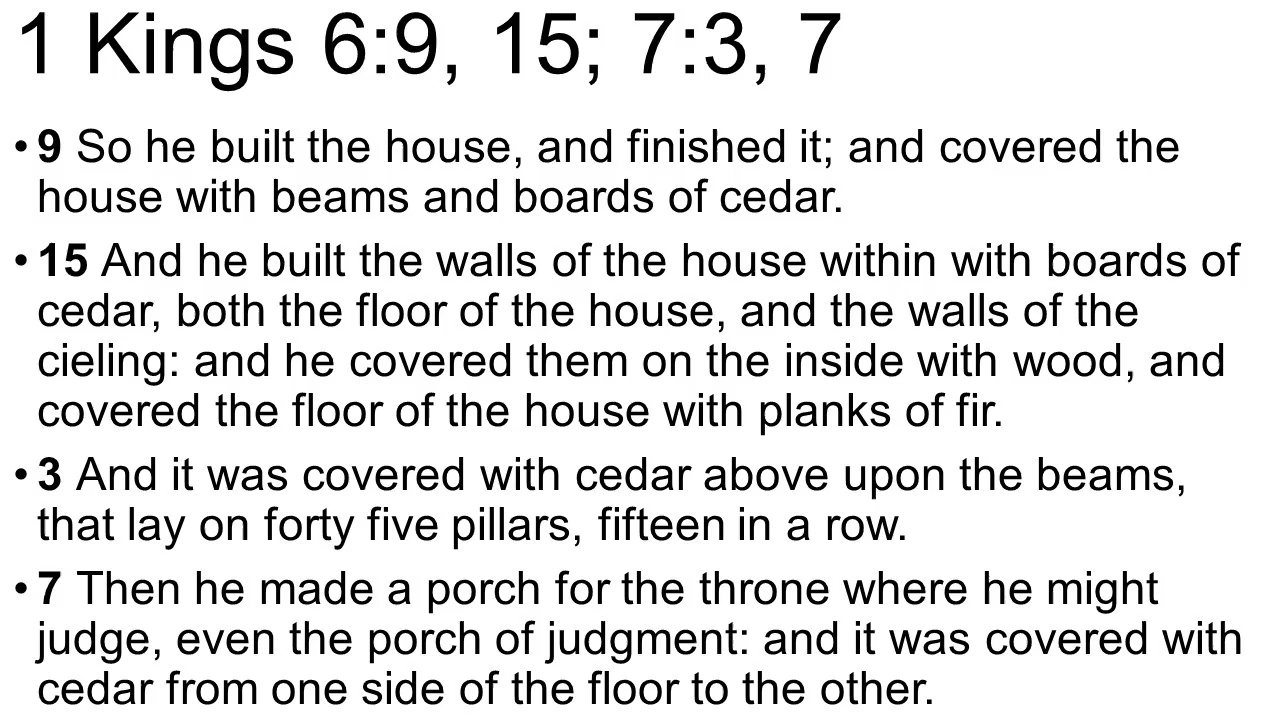 1 Kings 6:9, 15; 7:3, 7
• 9 So he built the house, and finished it; and covered the
house with beams and boards of cedar.
• 15 And he built the walls of the house within with boards of
cedar, both the floor of the house, and the walls of the
cieling: and he covered them on the inside with wood, and
covered the floor of the house with planks of fir.
• 3 And it was covered with cedar above upon the beams,
that lay on forty five pillars, fifteen in a row.
• 7 Then he made a porch for the throne where he might
judge, even the porch of judgment: and it was covered with
cedar from one side of the floor to the other.